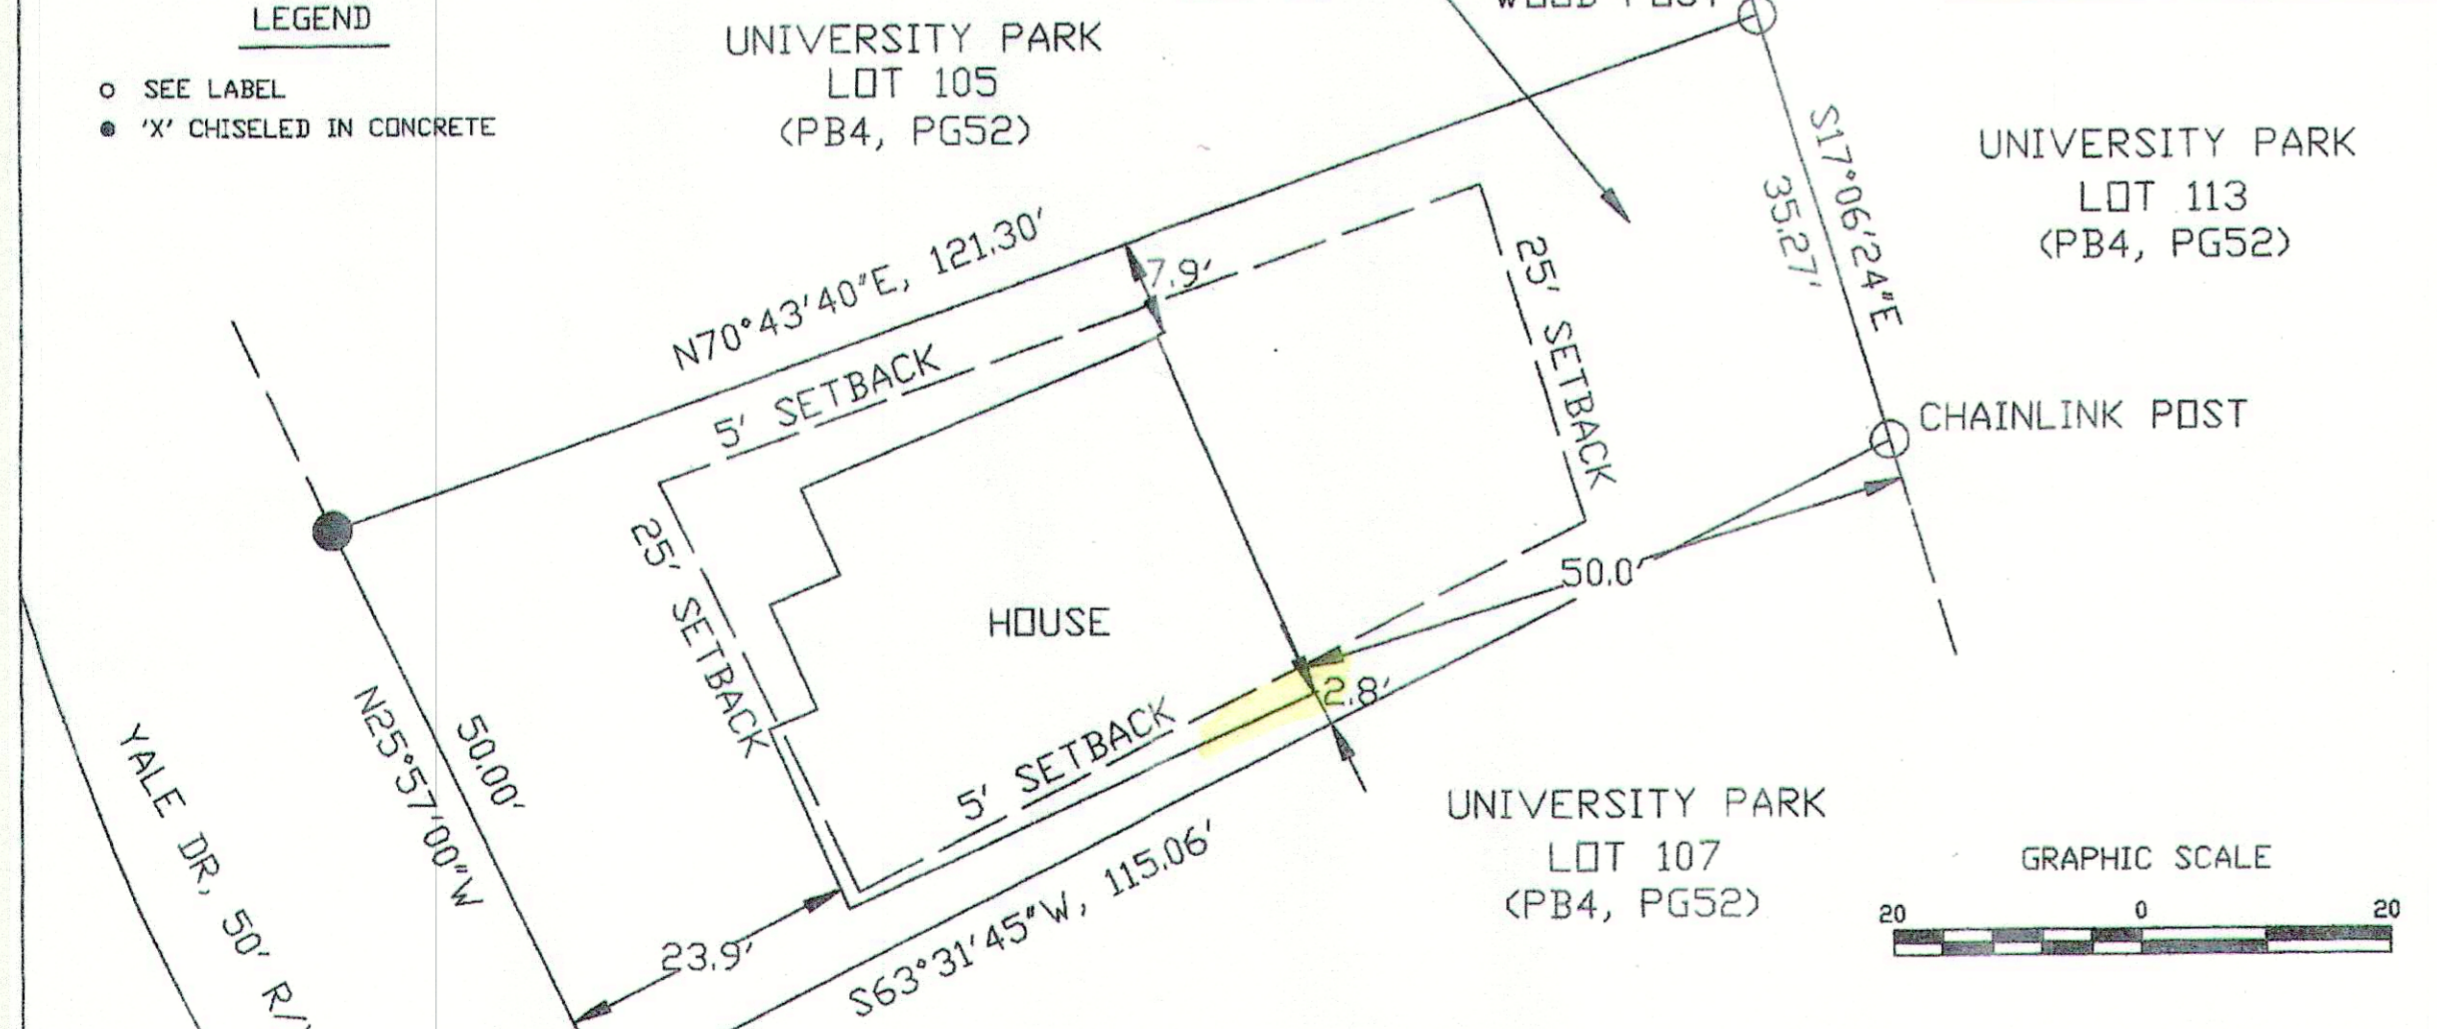 LEGEND
SEE LABEL
'X' CHISELED IN CONCRETE
UNIVERSITY PARK
LOT 105
(PB4, PG52)
WOOD POST
S17°06'24"E
35.27'
UNIVERSITY PARK
LOT 113
(PB4, PG52)
N70°43'40"E, 121.30'
7.9'
5' SETBACK
25' SETBACK
CHAINLINK POST
25' SETBACK
HOUSE
50.0'
2.8'
5' SETBACK
N25°57'00"W
50.00'
YALE DR, 50' R/
23.9'
S63°31'45"W, 115.06'
UNIVERSITY PARK
LOT 107
(PB4, PG52)
GRAPHIC SCALE
20 0 20